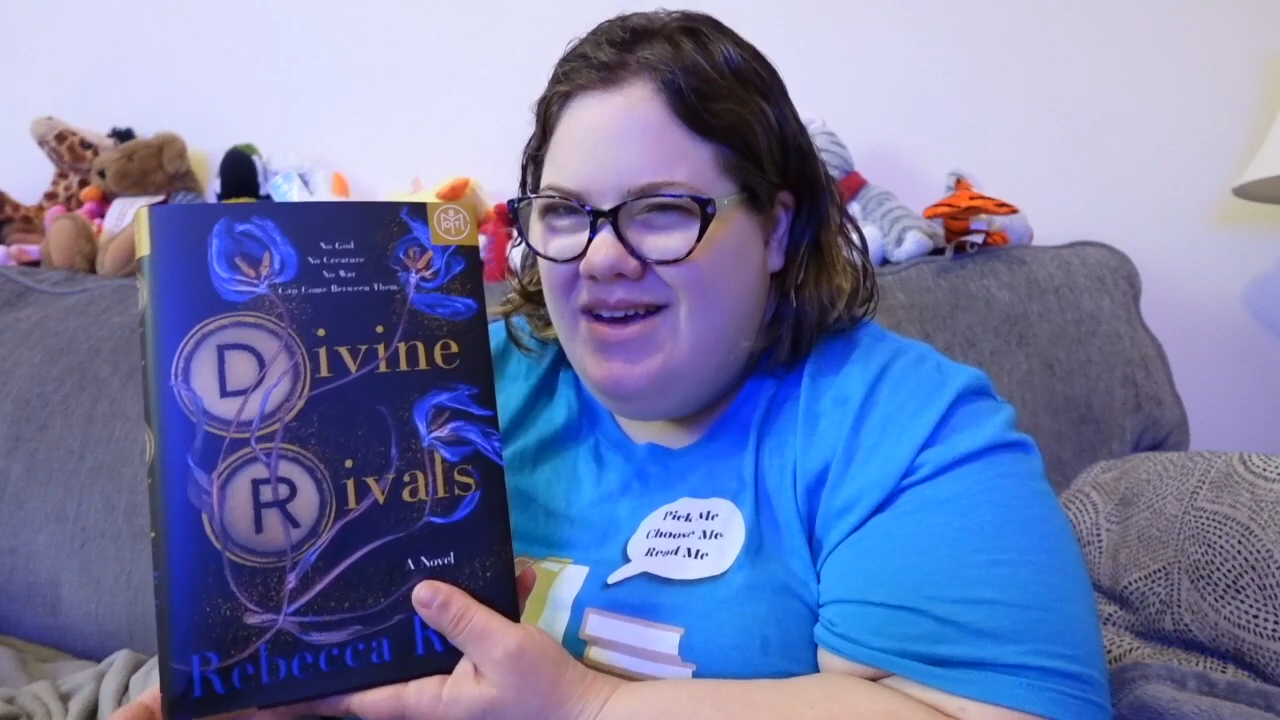 No God
No Creature
No War
Can Come Between Them
Divine
Rivals
A Novel
Rebecca R
Pick Me
Choose Me
Read Me